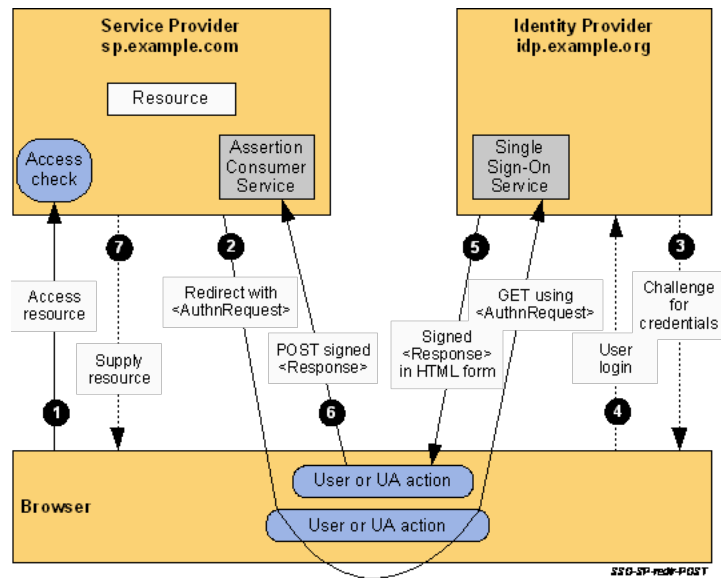 Service Provider
sp.example.com
Identity Provider
idp.example.org
Resource
Access
check
Assertion
Consumer
Service
Single
Sign-On
Service
7
2
5
3
Access
resource
Redirect with
<AuthnRequest>
GET using
<AuthnRequest>
Challenge
for
credentials
Supply
resource
POST signed
<Response>
Signed
<Response>
in HTML form
User
login
1
6
4
User or UA action
Browser
User or UA action
SSO-SP-redir-POST